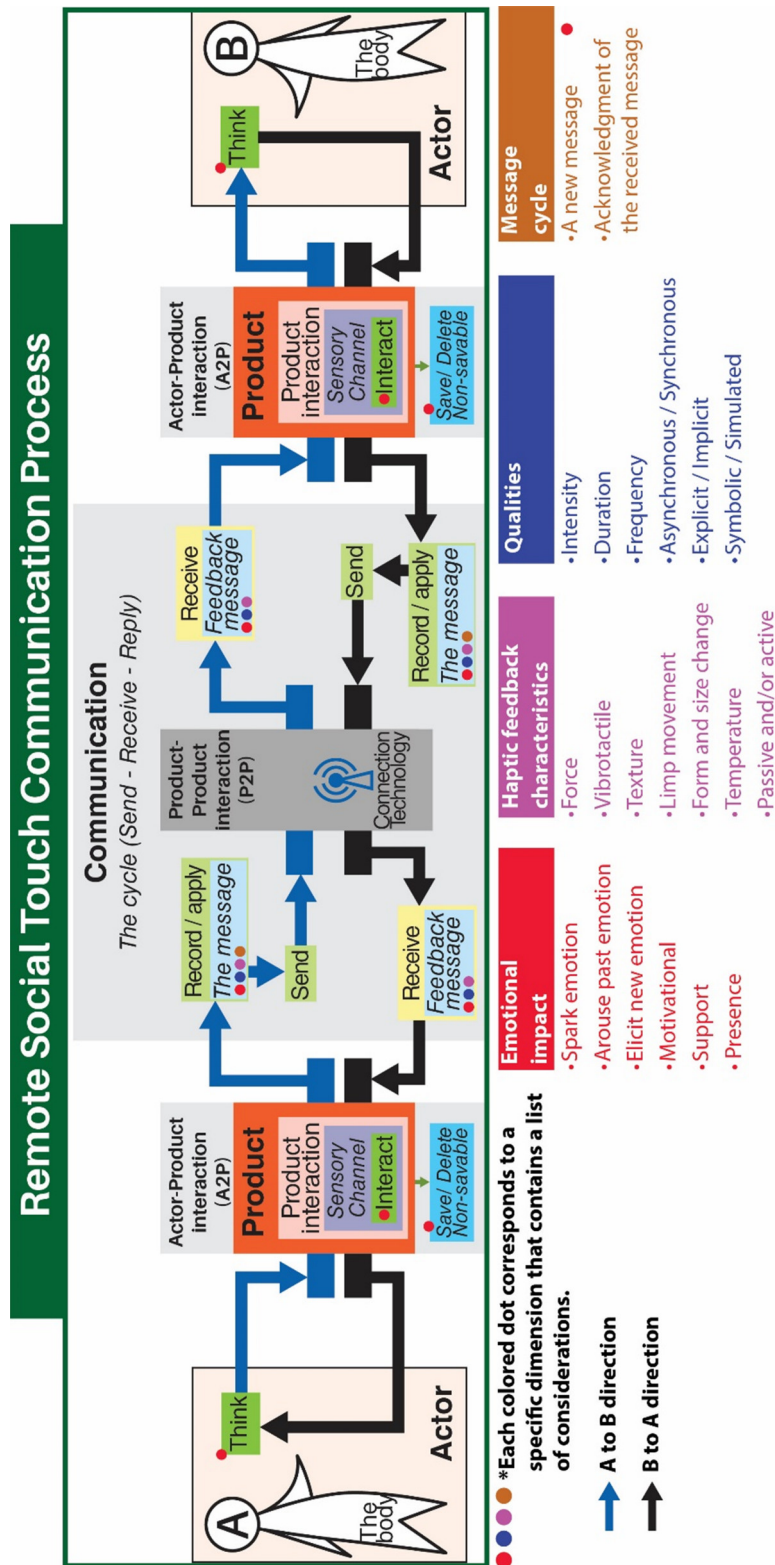 Remote Social Touch Communication Process
A
The
body
Actor
Think
Actor-Product
interaction
(A2P)
Product
Product
interaction
Sensory
Channel
Interact
Save/ Delete
Non-savable
Communication
The cycle (Send - Receive - Reply)
Record / apply
The message
Send
Receive
Feedback
message
Product-
Product
interaction
(P2P)
Connection
Technology
Receive
Feedback
message
Send
Record / apply
The message
Actor-Product
interaction
(A2P)
Product
Product
interaction
Sensory
Channel
Interact
Save/ Delete
Non-savable
Think
B
The
body
Actor
*Each colored dot corresponds to a
specific dimension that contains a list
of considerations.
A to B direction
B to A direction
Emotional
impact
•Spark emotion
•Arouse past emotion
•Elicit new emotion
•Motivational
•Support
•Presence
Haptic feedback
characteristics
•Force
•Vibrotactile
•Texture
•Limp movement
•Form and size change
•Temperature
•Passive and/or active
Qualities
•Intensity
•Duration
•Frequency
•Asynchronous / Synchronous
•Explicit / Implicit
•Symbolic / Simulated
Message
cycle
•A new message
•Acknowledgment of
the received message